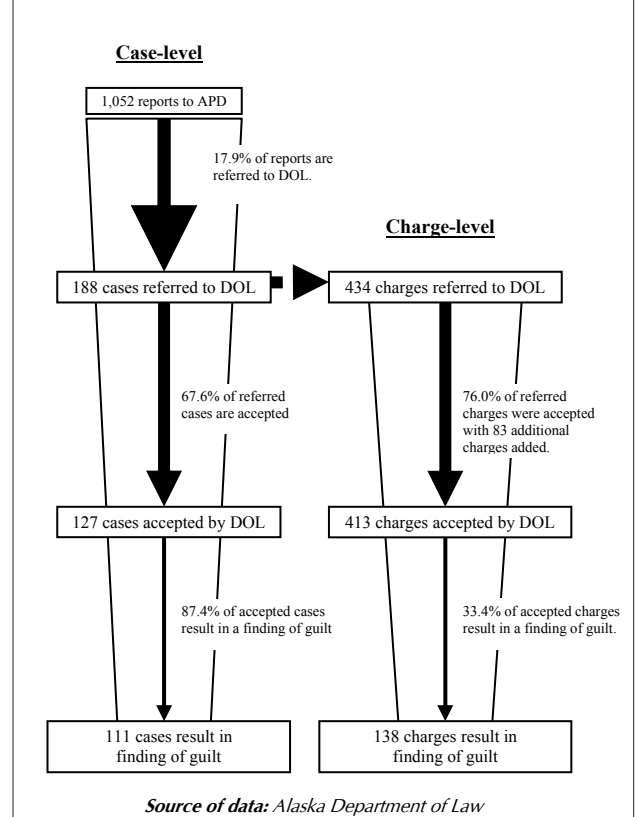 Case-level
1,052 reports to APD
17.9% of reports are
referred to DOL.
Charge-level
188 cases referred to DOL
434 charges referred to DOL
67.6% of referred
cases are accepted
76.0% of referred
charges were accepted
with 83 additional
charges added.
127 cases accepted by DOL
413 charges accepted by DOL
87.4% of accepted cases
result in a finding of guilt
33.4% of accepted charges
result in a finding of guilt.
111 cases result in
finding of guilt
138 charges result in
finding of guilt
Source of data: Alaska Department of Law